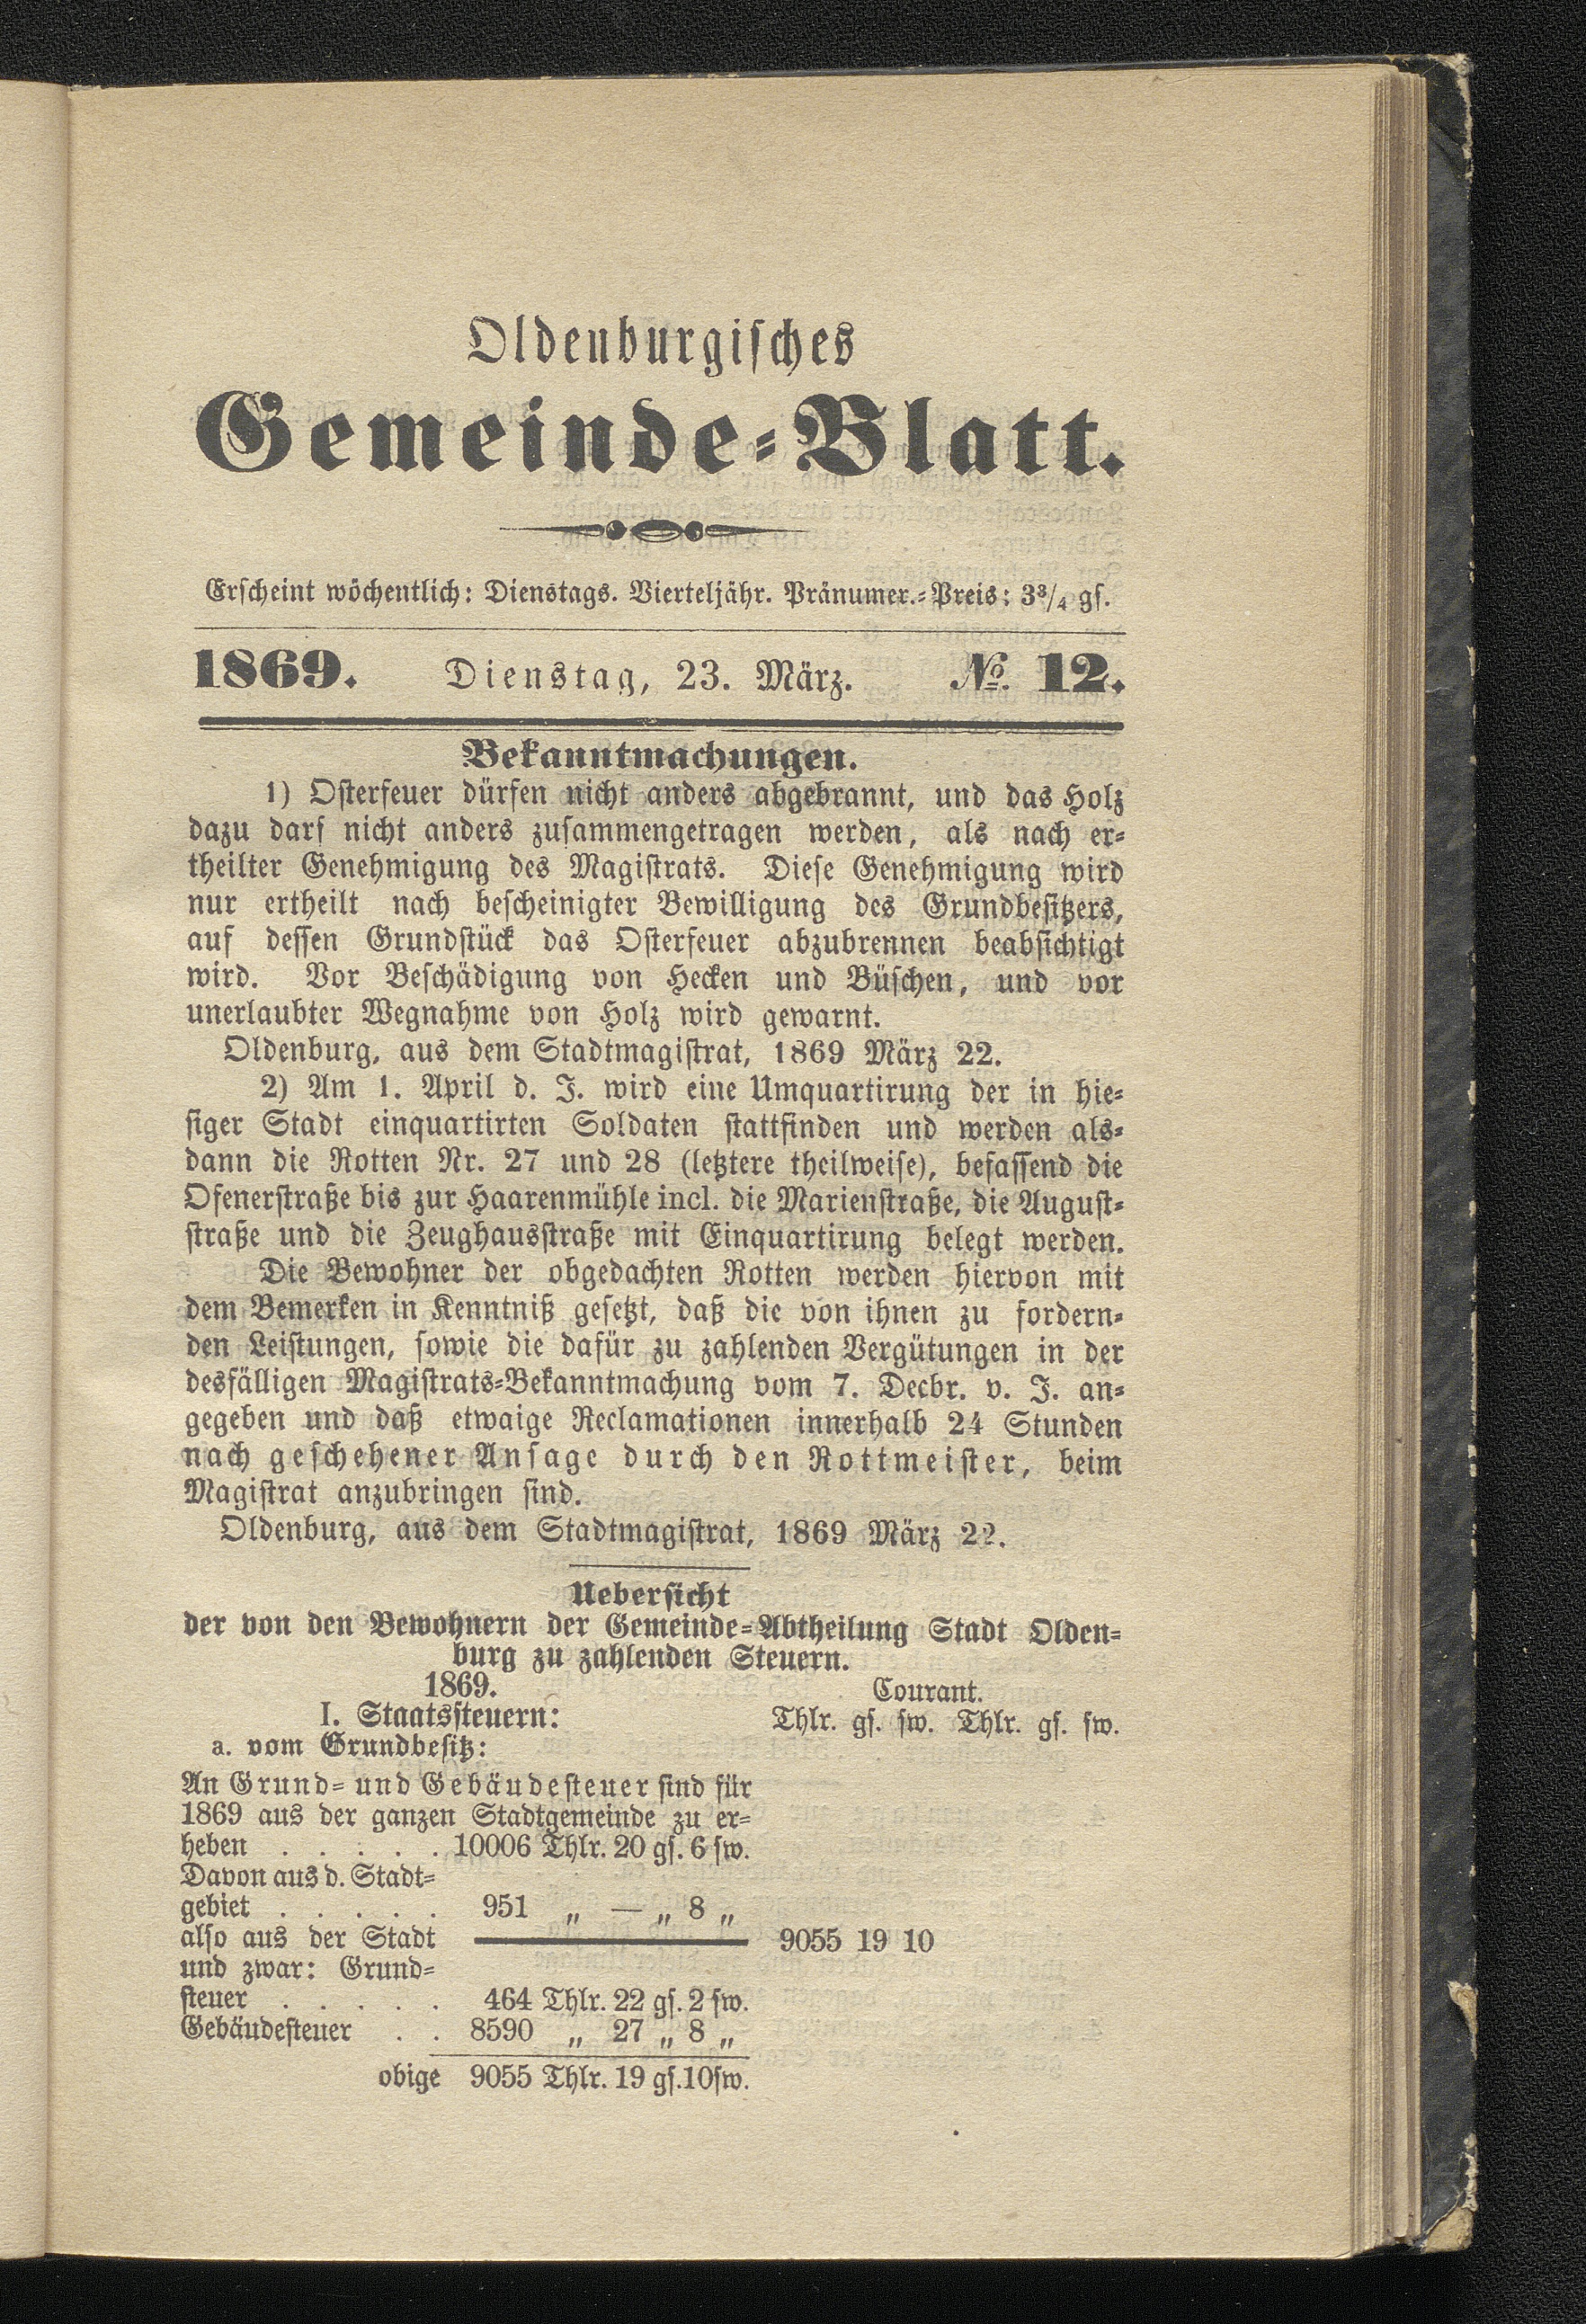 Oldenburgisches
Gemeinde-Blatt.
Erscheint wöchentlich: Dienstags. Vierteljähr. Pränumer.-Preis: 3¾ gs.
1869. Dienstag, 23. März. No. 12.
Bekanntmachungen.
1) Osterfeuer dürfen nicht anders abgebrannt, und das Holz
dazu darf nicht anders zusammengetragen werden, als nach er-
theilter Genehmigung des Magistrats. Diese Genehmigung wird
nur ertheilt nach bescheinigter Bewilligung des Grundbesitzers,
auf dessen Grundstück das Osterfeuer abzubrennen beabsichtigt
wird. Vor Beschädigung von Hecken und Büschen, und vor
unerlaubter Wegnahme von Holz wird gewarnt.
Oldenburg, aus dem Stadtmagistrat, 1869 März 22.
2) Am 1. April d. J. wird eine Umquartirung der in hie-
siger Stadt einquartirten Soldaten stattfinden und werden als-
dann die Rotten Nr. 27 und 28 (letztere theilweise), befassend die
Ofenerstraße bis zur Haarenmühle incl. die Marienstraße, die August-
straße und die Zeughausstraße mit Einquartirung belegt werden.
Die Bewohner der obgedachten Rotten werden hiervon mit
dem Bemerken in Kenntniß gesetzt, daß die von ihnen zu fordern-
den Leistungen, sowie die dafür zu zahlenden Vergütungen in der
desfälligen Magistrats-Bekanntmachung vom 7. Decbr. v. J. an-
gegeben und daß etwaige Reclamationen innerhalb 24 Stunden
nach geschehener Ansage durch den Rottmeister, beim
Magistrat anzubringen sind.
Oldenburg, aus dem Stadtmagistrat, 1869 März 22.
Uebersicht
der von den Bewohnern der Gemeinde-Abtheilung Stadt Olden-
burg zu zahlenden Steuern.
1869. Courant.
I. Staatssteuern: Thlr. gs. sw. Thlr. gs. sw.
a. vom Grundbesitz:
An Grund- und Gebäudesteuer sind für
1869 aus der ganzen Stadtgemeinde zu er-
heben . . . . . 10006 Thlr. 20 gs. 6 sw.
Davon aus d. Stadt-
gebiet . . . . . 951 „ — „ 8 „
also aus der Stadt 9055 19 10
und zwar: Grund-
steuer . . . . . 464 Thlr. 22 gs. 2 sw.
Gebäudesteuer . . 8590 „ 27 „ 8 „
obige 9055 Thlr. 19 gs. 10 sw.